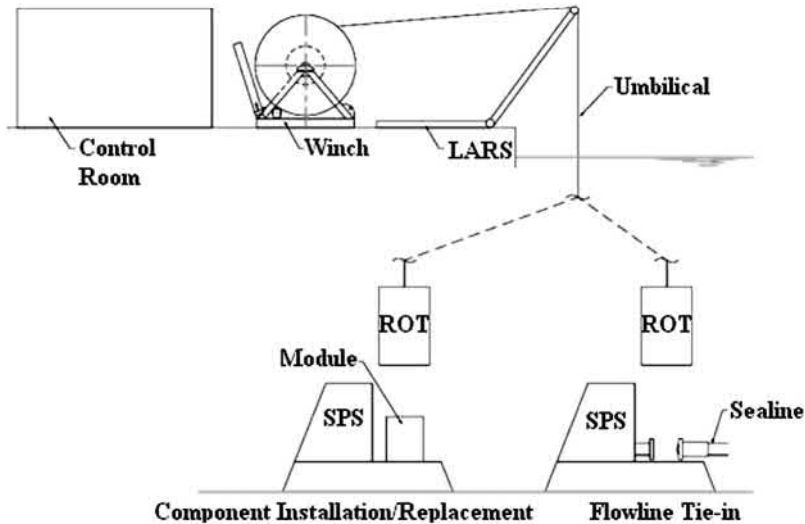 Control
Room
Winch
LARS
Umbilical
ROT
ROT
Module
SPS
SPS
Sealine
Component Installation/Replacement
Flowline Tie-in